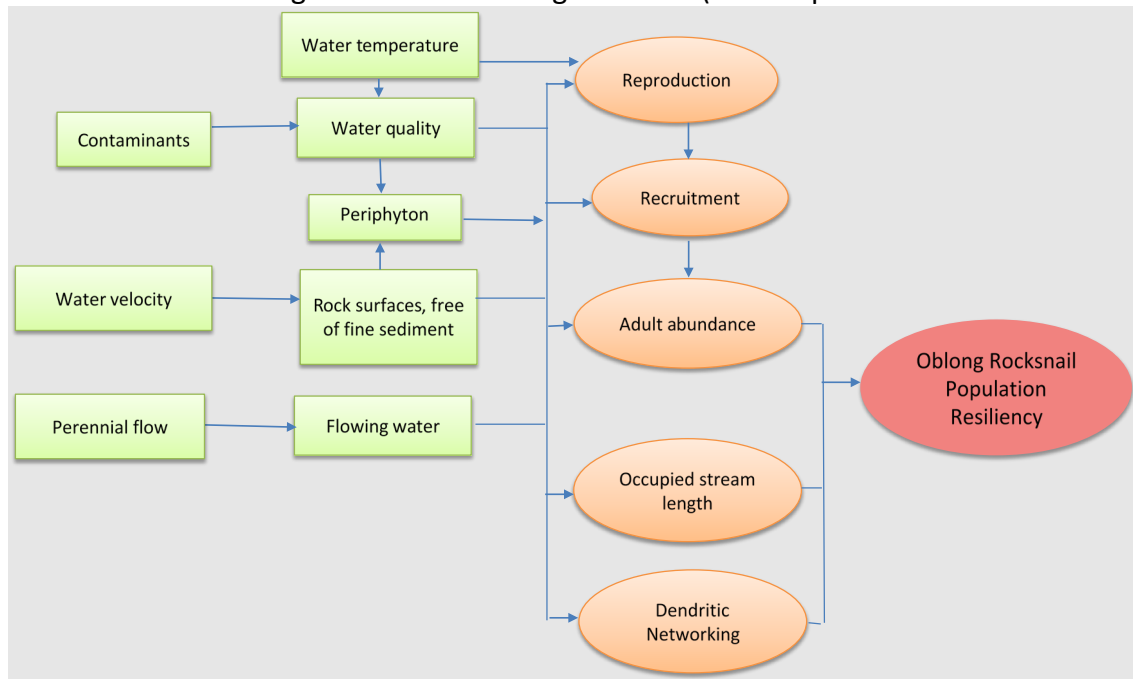 Water temperature
Reproduction
Contaminants
Water quality
Recruitment
Periphyton
Water velocity
Rock surfaces, free
of fine sediment
Adult abundance
Oblong Rocksnail
Population
Resiliency
Perennial flow
Flowing water
Occupied stream
length
Dendritic
Networking